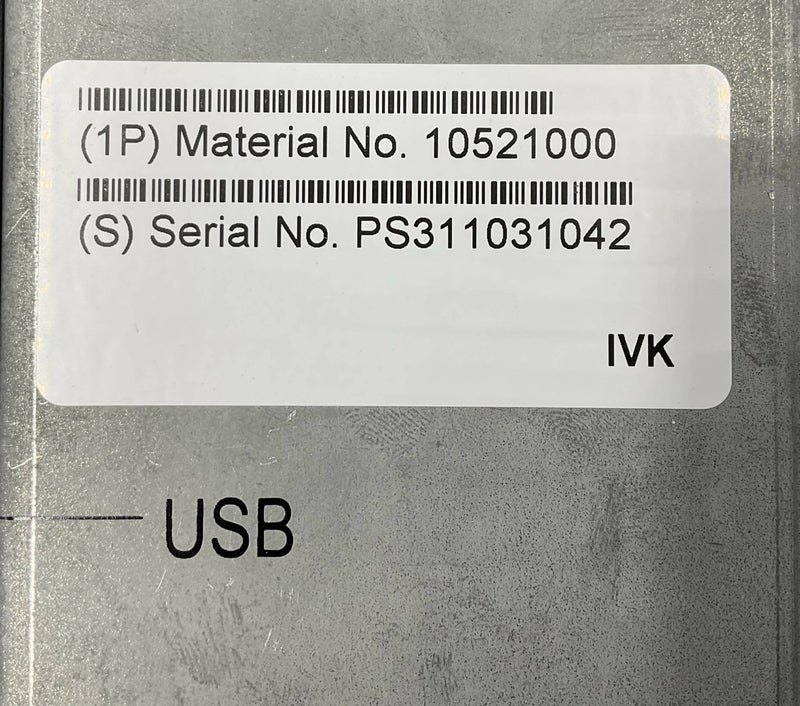 (1P) Material No. 10521000
(S) Serial No. PS311031042
IVK
USB